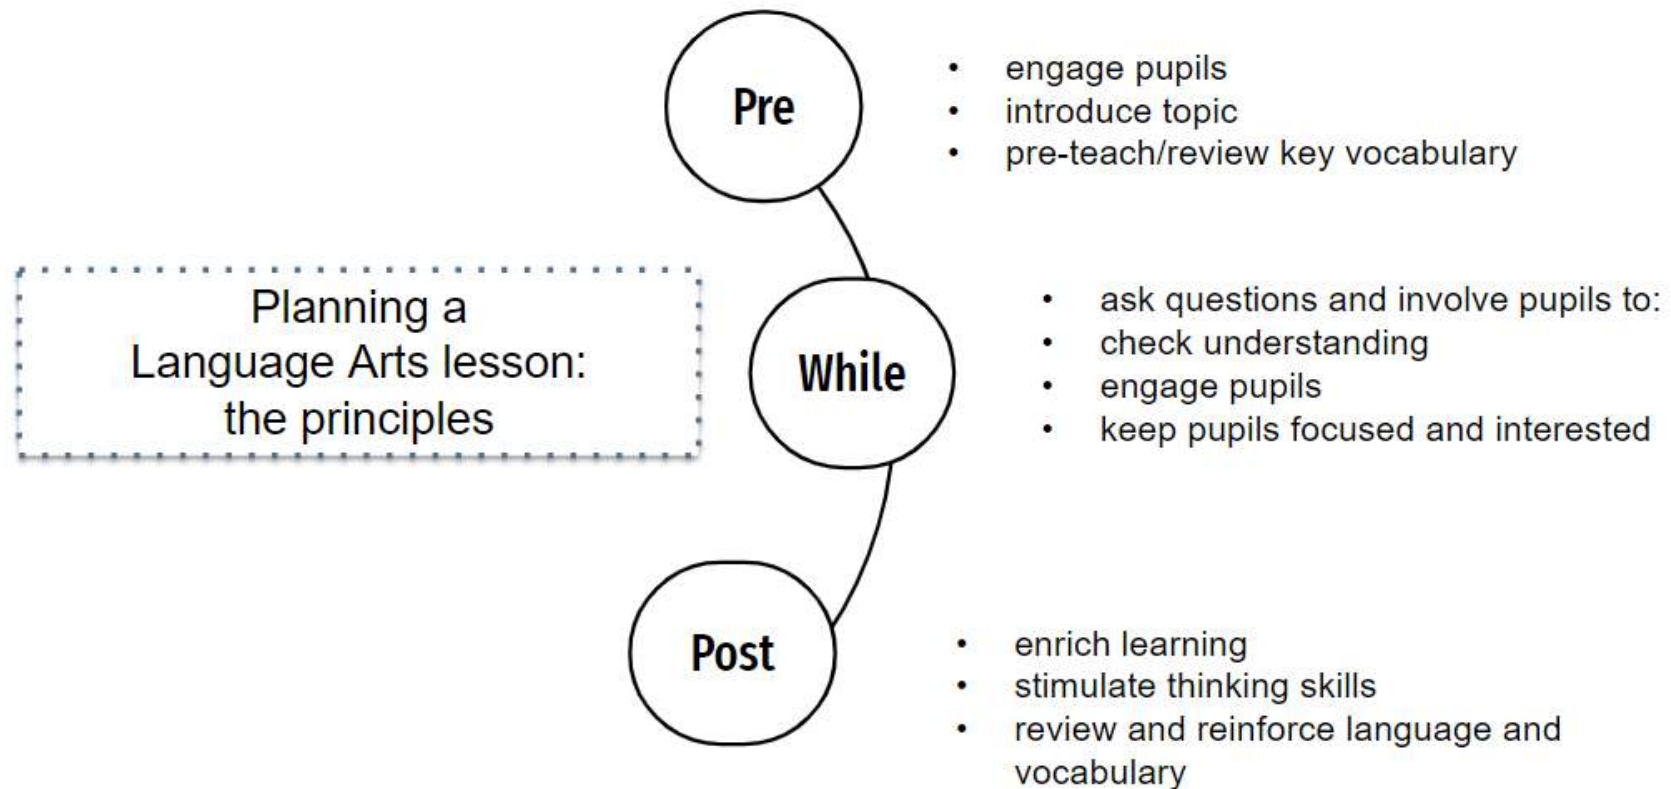 Pre
• engage pupils
• introduce topic
• pre-teach/review key vocabulary
Planning a
Language Arts lesson:
the principles
While
• ask questions and involve pupils to:
• check understanding
• engage pupils
• keep pupils focused and interested
Post
• enrich learning
• stimulate thinking skills
• review and reinforce language and
vocabulary